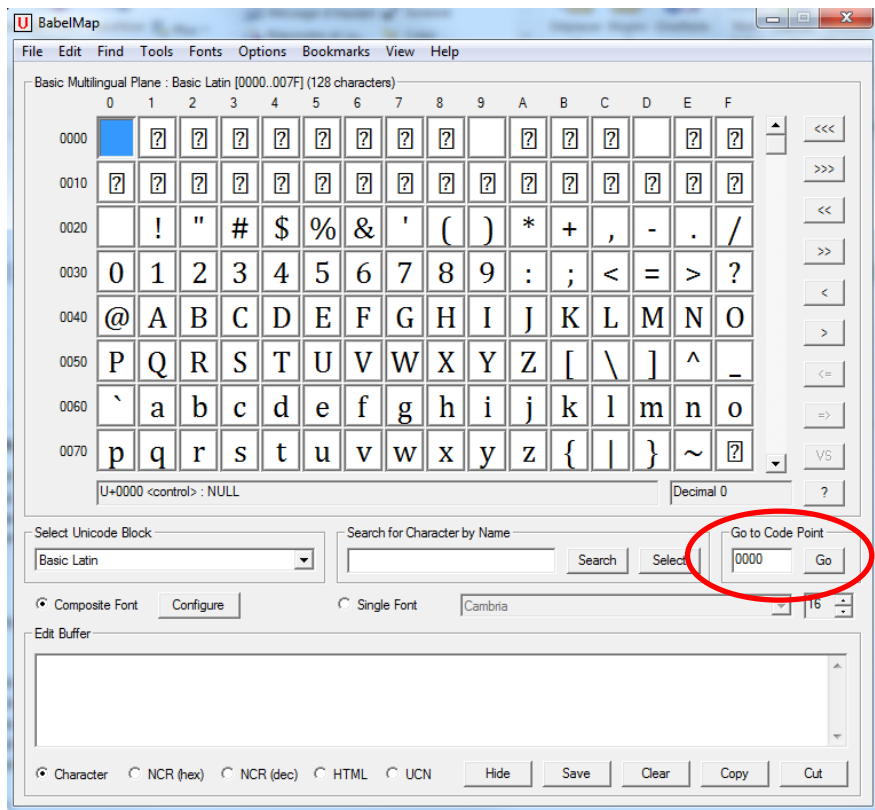 U BabelMap X
File Edit Find Tools Fonts Options Bookmarks View Help
Basic Multilingual Plane : Basic Latin [0000..007F] (128 characters)
0 1 2 3 4 5 6 7 8 9 A B C D E F
0000 ? ? ? ? ? ? ? ? ? ? ? ? ? <<<
0010 ? ? ? ? ? ? ? ? ? ? ? ? ? ? ? ? >>>
0020 ! " # $ % & ' ( ) * + , - . / <<
0030 0 1 2 3 4 5 6 7 8 9 : ; < = > ? >>
0040 @ A B C D E F G H I J K L M N O <
0050 P Q R S T U V W X Y Z [ \ ] ^ _ >
0060 ` a b c d e f g h i j k l m n o <=
=>
0070 p q r s t u v w x y z { | } ~ ? VS
U+0000 <control> : NULL Decimal 0 ?
Select Unicode Block Search for Character by Name Go to Code Point
Basic Latin Search Select 0000 Go
Composite Font Configure Single Font Cambria 16
Edit Buffer
Character NCR (hex) NCR (dec) HTML UCN Hide Save Clear Copy Cut